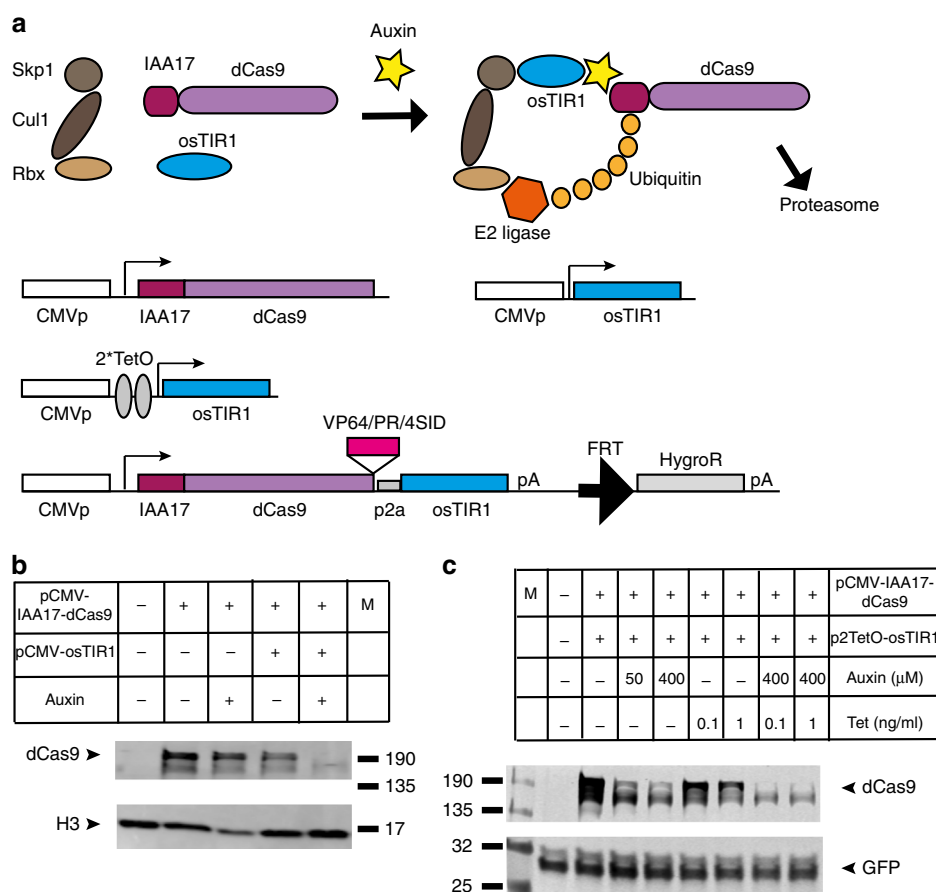 a
Auxin
Skp1
IAA17
dCas9
dCas9
osTIR1
Cul1
osTIR1
Rbx
Ubiquitin
E2 ligase
Proteasome
CMVp
IAA17
dCas9
CMVp
osTIR1
2*TetO
CMVp
osTIR1
VP64/PR/4SID
FRT
HygroR
pA
pA
CMVp
IAA17
dCas9
p2a
osTIR1
b
pCMV-
IAA17-dCas9
– + + + + M
pCMV-osTIR1 – – – + +
Auxin – – + – +
dCas9
190
135
H3
17
c
M – + + + + + + + pCMV-IAA17-
dCas9
– + + + + + + + p2TetO-osTIR1
– – 50 400 – – 400 400 Auxin (μM)
– – – – 0.1 1 0.1 1 Tet (ng/ml)
190
dCas9
135
32
GFP
25